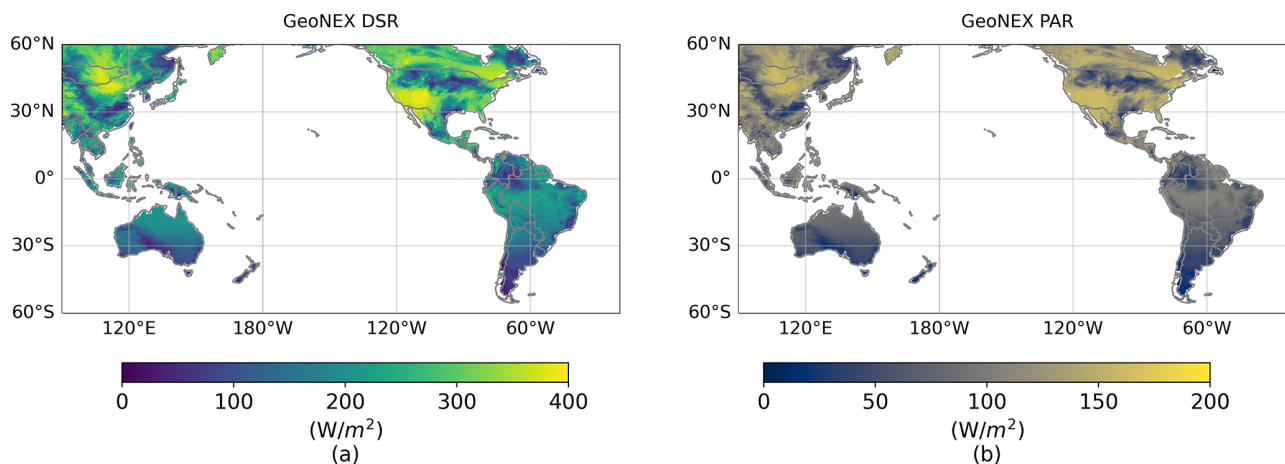 GeoNEX DSR
60°N
30°N
0°
30°S
60°S
120°E 180°W 120°W 60°W
0 100 200 300 400
(W/m²)
(a)
GeoNEX PAR
60°N
30°N
0°
30°S
60°S
120°E 180°W 120°W 60°W
0 50 100 150 200
(W/m²)
(b)